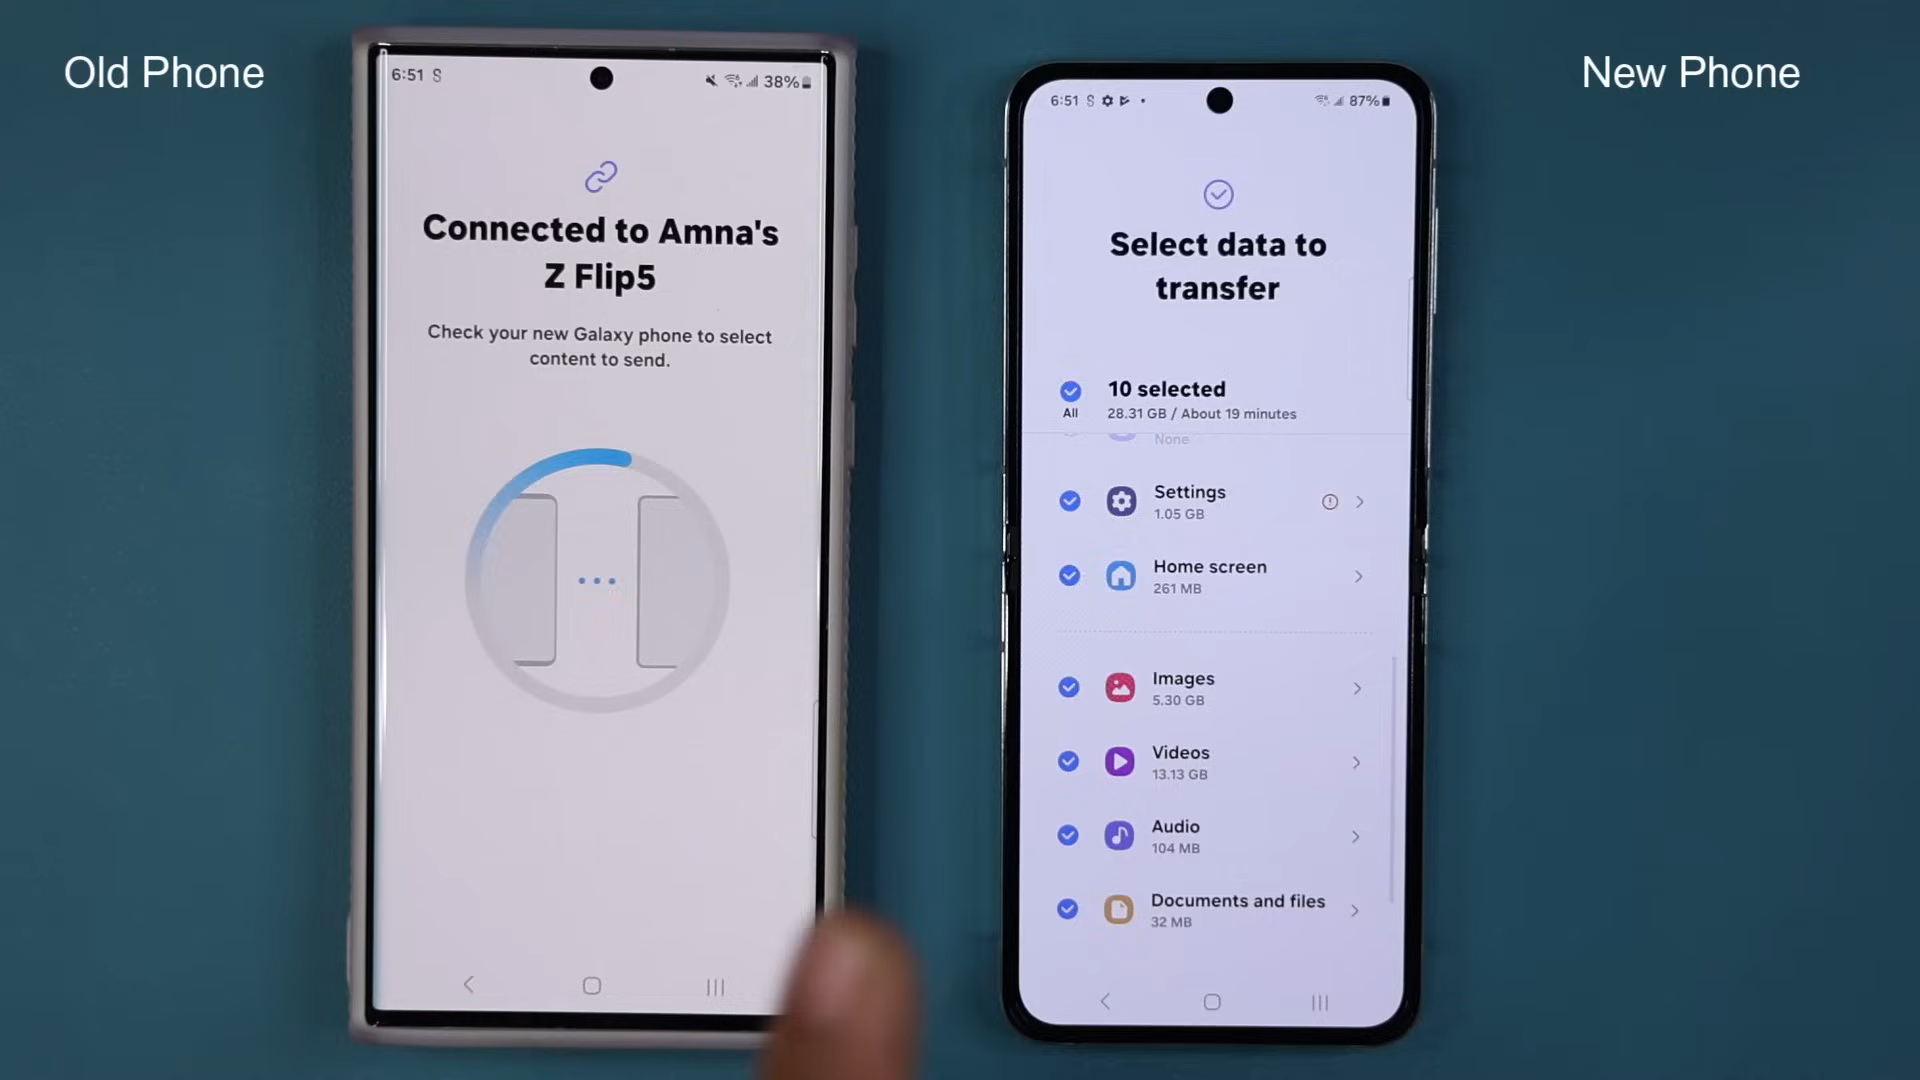 Old Phone
New Phone
6:51
38%
Connected to Amna's
Z Flip5
Check your new Galaxy phone to select
content to send.
6:51
87%
Select data to
transfer
10 selected
All
28.31 GB / About 19 minutes
None
Settings
1.05 GB
Home screen
261 MB
Images
5.30 GB
Videos
13.13 GB
Audio
104 MB
Documents and files
32 MB